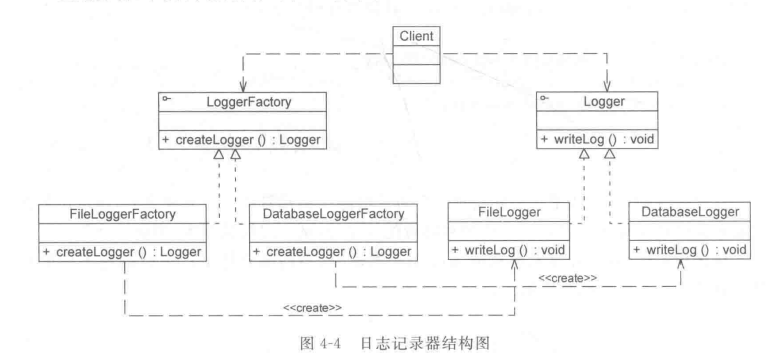 Client
LoggerFactory
+ createLogger () : Logger
Logger
+ writeLog () : void
FileLoggerFactory
+ createLogger () : Logger
DatabaseLoggerFactory
+ createLogger () : Logger
FileLogger
+ writeLog () : void
DatabaseLogger
+ writeLog () : void
<<create>>
<<create>>
图 4-4 日志记录器结构图